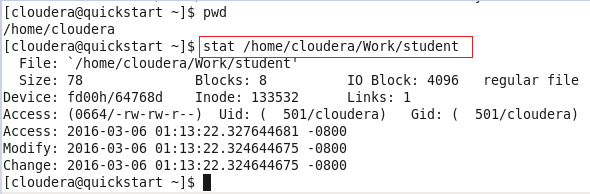 [cloudera@quickstart ~]$ pwd
/home/cloudera
[cloudera@quickstart ~]$ stat /home/cloudera/Work/student
  File: `/home/cloudera/Work/student'
  Size: 78              Blocks: 8          IO Block: 4096   regular file
Device: fd00h/64768d    Inode: 133532      Links: 1
Access: (0664/-rw-rw-r--)  Uid: (  501/cloudera)   Gid: (  501/cloudera)
Access: 2016-03-06 01:13:22.327644681 -0800
Modify: 2016-03-06 01:13:22.324644675 -0800
Change: 2016-03-06 01:13:22.324644675 -0800
[cloudera@quickstart ~]$